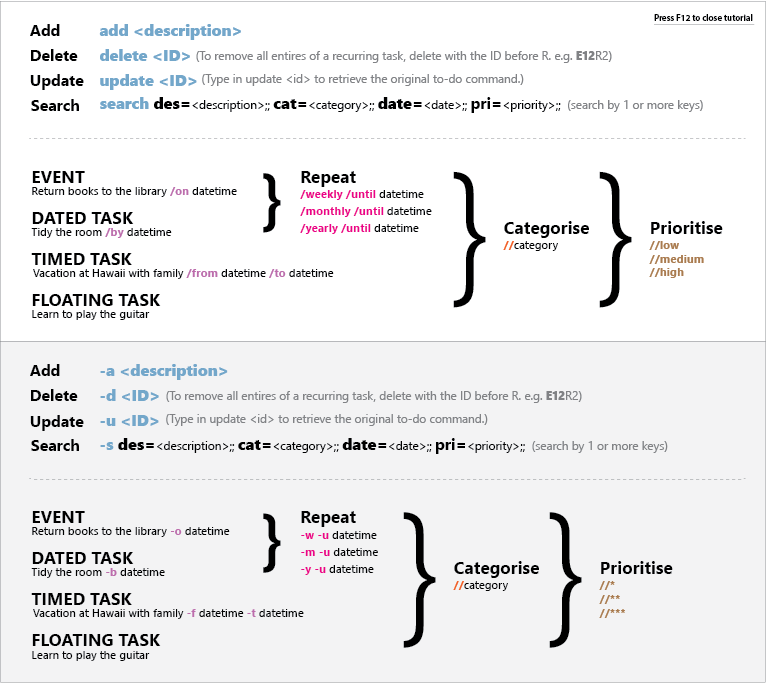 Press F12 to close tutorial
Add add <description>
Delete delete <ID> (To remove all entires of a recurring task, delete with the ID before R. e.g. E12R2)
Update update <ID> (Type in update <id> to retrieve the original to-do command.)
Search search des=<description>;; cat=<category>;; date=<date>;; pri=<priority>;; (search by 1 or more keys)
EVENT
Return books to the library /on datetime
DATED TASK
Tidy the room /by datetime
TIMED TASK
Vacation at Hawaii with family /from datetime /to datetime
FLOATING TASK
Learn to play the guitar
Repeat
/weekly /until datetime
/monthly /until datetime
/yearly /until datetime
Categorise
//category
Prioritise
//low
//medium
//high
Add -a <description>
Delete -d <ID> (To remove all entires of a recurring task, delete with the ID before R. e.g. E12R2)
Update -u <ID> (Type in update <id> to retrieve the original to-do command.)
Search -s des=<description>;; cat=<category>;; date=<date>;; pri=<priority>;; (search by 1 or more keys)
EVENT
Return books to the library -o datetime
DATED TASK
Tidy the room -b datetime
TIMED TASK
Vacation at Hawaii with family -f datetime -t datetime
FLOATING TASK
Learn to play the guitar
Repeat
-w -u datetime
-m -u datetime
-y -u datetime
Categorise
//category
Prioritise
//*
//**
//***